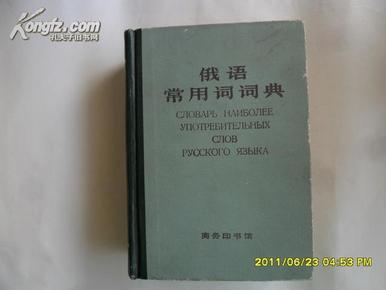 Kongfz.com
孔夫子旧书网
俄语
常用词词典
СЛОВАРЬ НАИБОЛЕЕ
УПОТРЕБИТЕЛЬНЫХ
СЛОВ
РУССКОГО ЯЗЫКА
商务印书馆
2011/06/23 04:53 PM